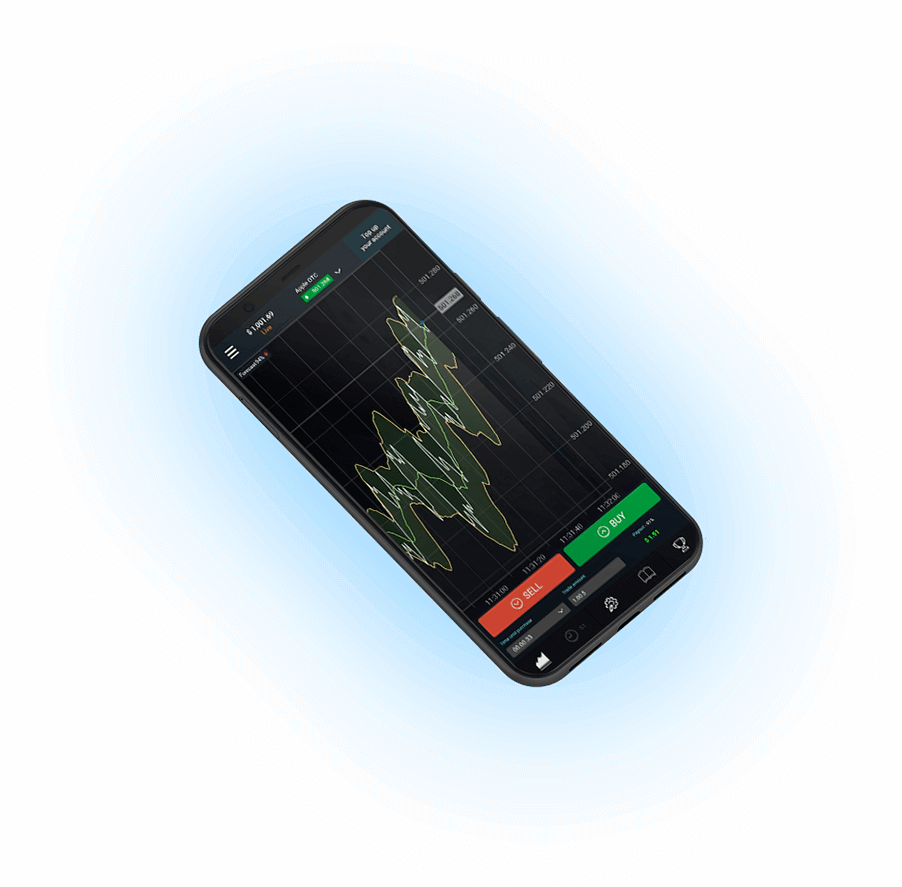 Top up
your account
Apple OTC
501.268
$ 1,001.69
Live
Forecast 94%
501.280
501.268
501.260
501.240
501.220
501.200
501.180
11:31:00
11:31:20
11:31:40
11:32:00
SELL
BUY
Payout - 91%
$ 1.91
Time until purchase
00:00:33
Trade amount
1.00 $